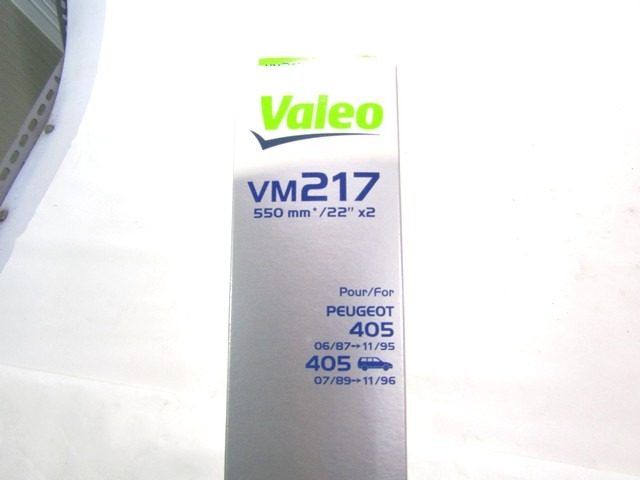 Valeo
VM217
550 mm*/22" x2
Pour/For
PEUGEOT
405
06/87→11/95
405
07/89→11/96